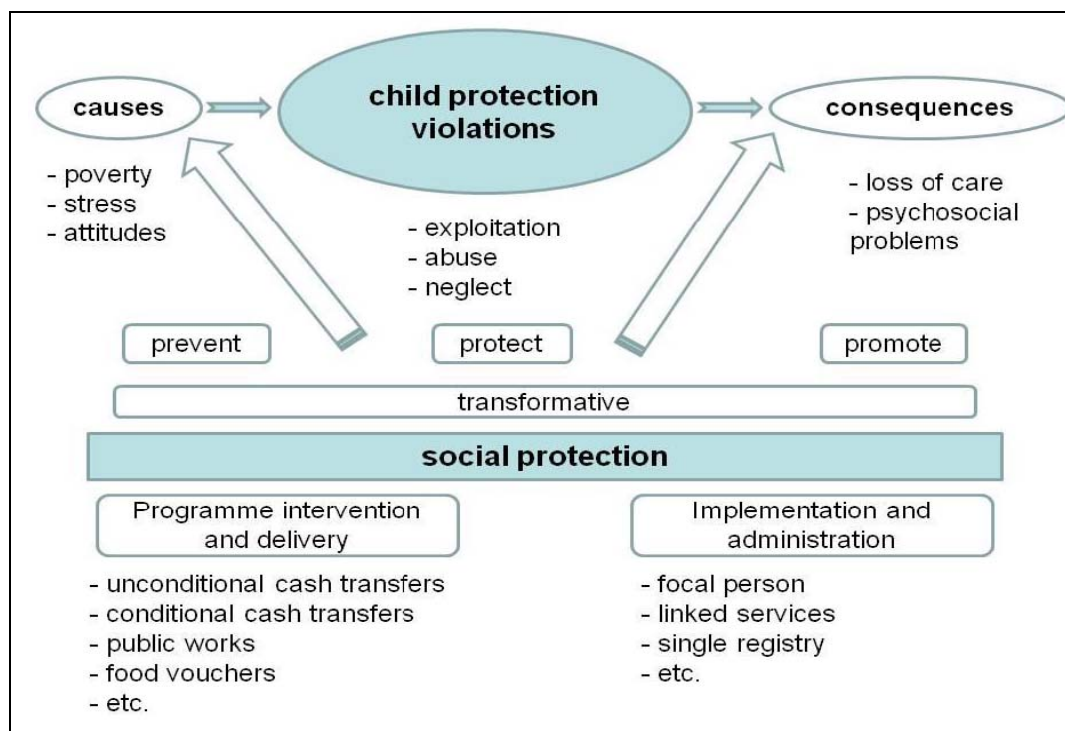 causes
child protection
violations
consequences
- poverty
- stress
- attitudes
- exploitation
- abuse
- neglect
- loss of care
- psychosocial
problems
prevent
protect
promote
transformative
social protection
Programme intervention
and delivery
- unconditional cash transfers
- conditional cash transfers
- public works
- food vouchers
- etc.
Implementation and
administration
- focal person
- linked services
- single registry
- etc.